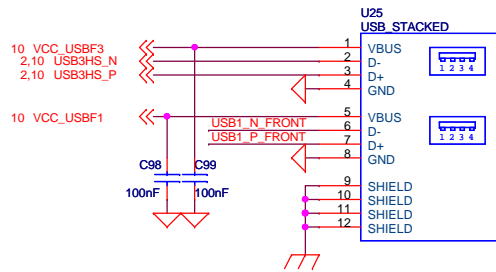 U25
USB_STACKED
10 VCC_USBF3 1 VBUS
2,10 USB3HS_N 2 D-
2,10 USB3HS_P 3 D+
4 GND
1 2 3 4
10 VCC_USBF1 5 VBUS
USB1_N_FRONT 6 D-
USB1_P_FRONT 7 D+
8 GND
1 2 3 4
C98 C99
100nF 100nF
9 SHIELD
10 SHIELD
11 SHIELD
12 SHIELD